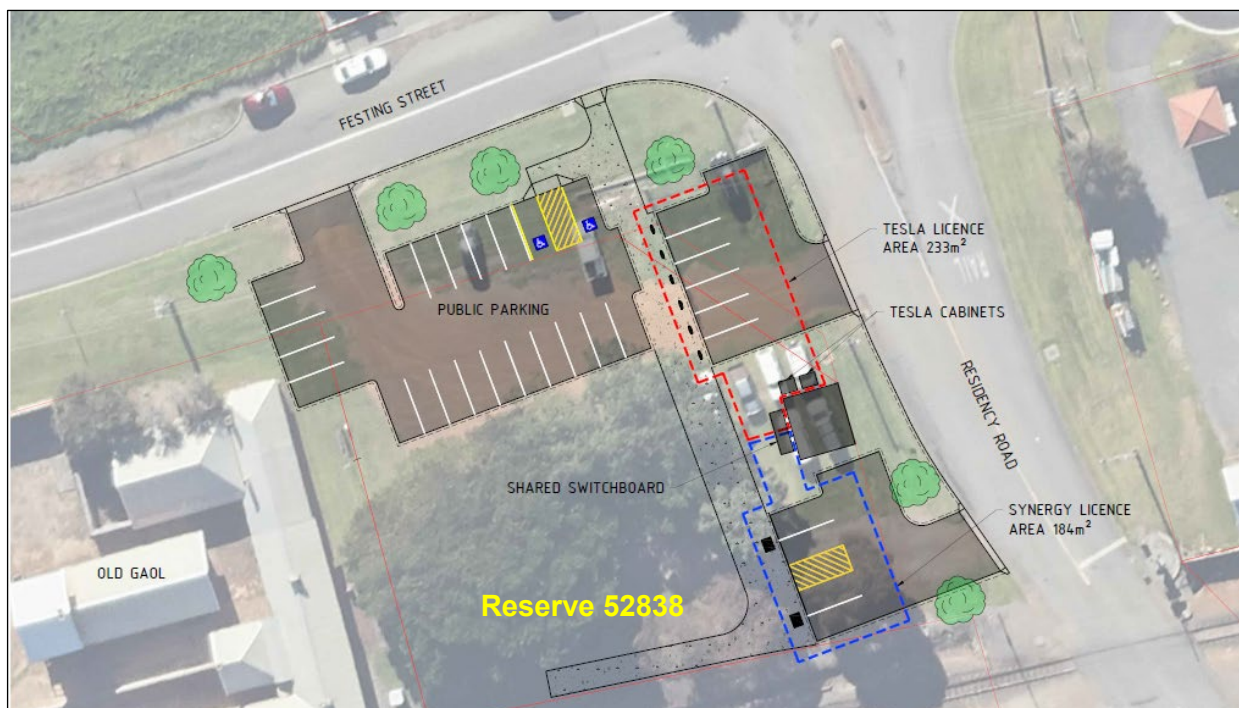 FESTING STREET
TESLA LICENCE
AREA 233m²
TESLA CABINETS
PUBLIC PARKING
RESIDENCY ROAD
SHARED SWITCHBOARD
SYNERGY LICENCE
AREA 184m²
OLD GAOL
Reserve 52838